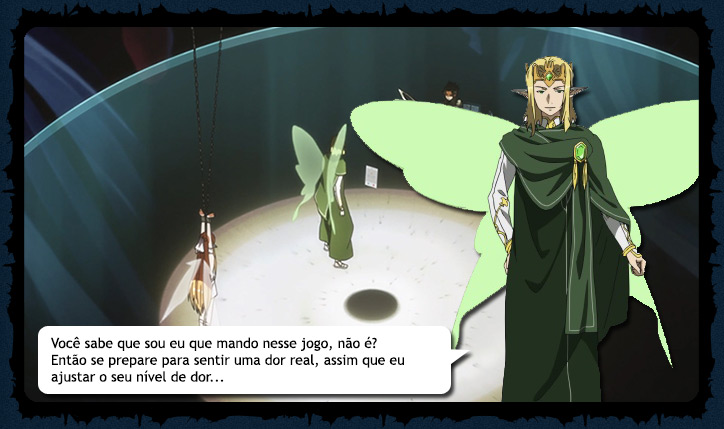 Você sabe que sou eu que mando nesse jogo, não é?
Então se prepare para sentir uma dor real, assim que eu
ajustar o seu nível de dor...